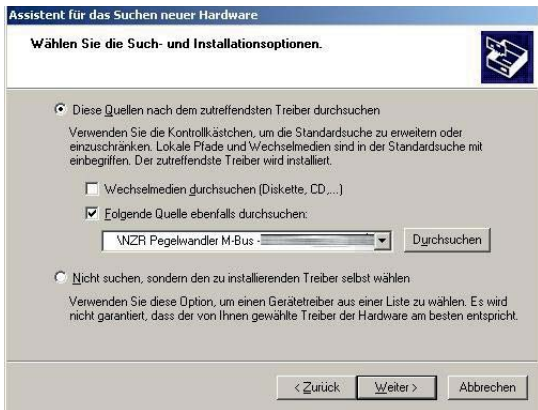 Assistent für das Suchen neuer Hardware
Wählen Sie die Such- und Installationsoptionen.
Diese Quellen nach dem zutreffendsten Treiber durchsuchen
Verwenden Sie die Kontrollkästchen, um die Standardsuche zu erweitern oder
einzuschränken. Lokale Pfade und Wechselmedien sind in der Standardsuche mit
einbegriffen. Der zutreffendste Treiber wird installiert.
Wechselmedien durchsuchen (Diskette, CD,...)
Folgende Quelle ebenfalls durchsuchen:
\NZR Pegelwandler M-Bus -
Durchsuchen
Nicht suchen, sondern den zu installierenden Treiber selbst wählen
Verwenden Sie diese Option, um einen Gerätetreiber aus einer Liste zu wählen. Es wird
nicht garantiert, dass der von Ihnen gewählte Treiber der Hardware am besten entspricht.
< Zurück Weiter > Abbrechen